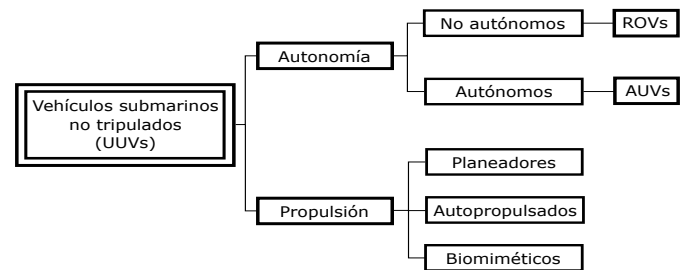 Vehículos submarinos
no tripulados
(UUVs)
Autonomía
No autónomos
ROVs
Autónomos
AUVs
Propulsión
Planeadores
Autopropulsados
Biomiméticos